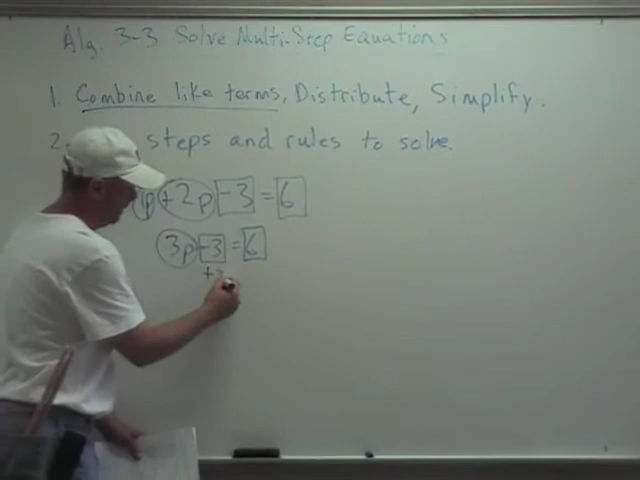 Alg. 3-3 Solve Multi-Step Equations
1. Combine like terms, Distribute, Simplify.
2. steps and rules to solve.
p +2p -3 = 6
3p -3 = 6
+3